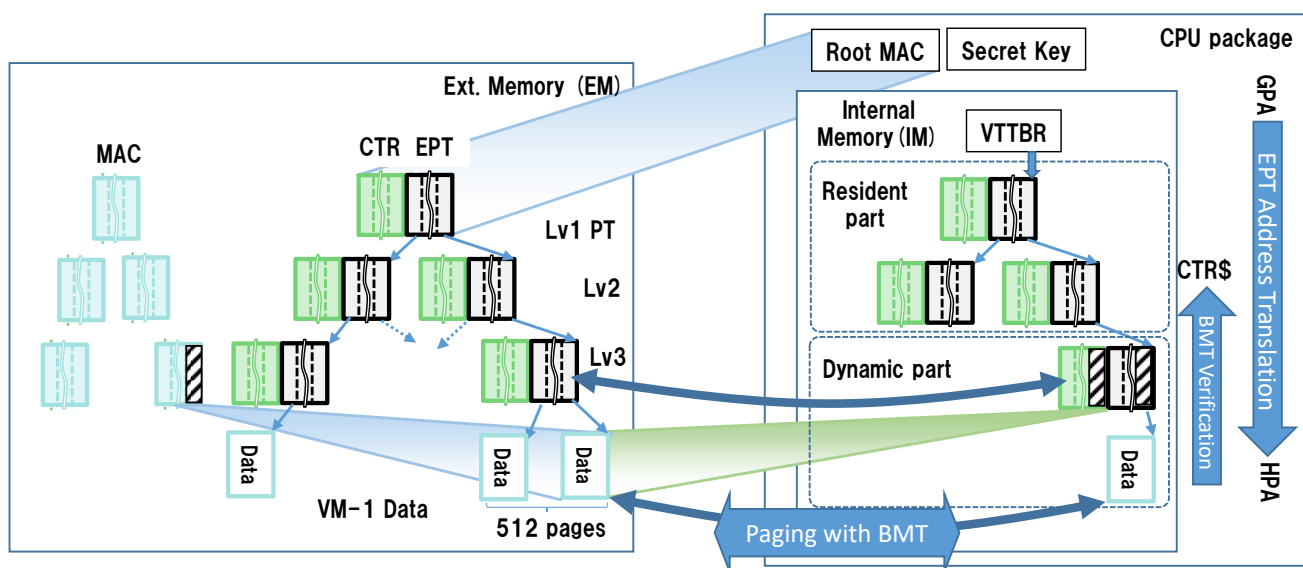 Root MAC
Secret Key
CPU package
Ext. Memory (EM)
Internal
Memory (IM)
VTTBR
GPA
MAC
CTR EPT
Resident
part
EPT Address Translation
Lv1 PT
Lv2
CTR$
BMT Verification
Lv3
Dynamic part
Data
Data
Data
Data
HPA
VM-1 Data
512 pages
Paging with BMT